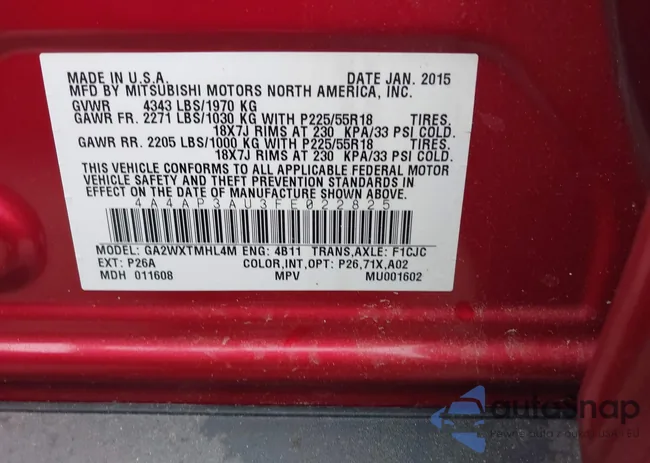 MADE IN U.S.A. DATE JAN. 2015
MFD BY MITSUBISHI MOTORS NORTH AMERICA, INC.
GVWR 4343 LBS/1970 KG
GAWR FR. 2271 LBS/1030 KG WITH P225/55R18 TIRES.
18X7J RIMS AT 230 KPA/33 PSI COLD.
GAWR RR. 2205 LBS/1000 KG WITH P225/55R18 TIRES.
18X7J RIMS AT 230 KPA/33 PSI COLD.
THIS VEHICLE CONFORMS TO ALL APPLICABLE FEDERAL MOTOR
VEHICLE SAFETY AND THEFT PREVENTION STANDARDS IN
EFFECT ON THE DATE OF MANUFACTURE SHOWN ABOVE.
4A4AP3AU3FE022825
MODEL: GA2WXTMHL4M ENG: 4B11 TRANS,AXLE: F1CJC
EXT: P26A COLOR,INT,OPT: P26,71X,A02
MDH 011608 MPV MU001602
autoSnap